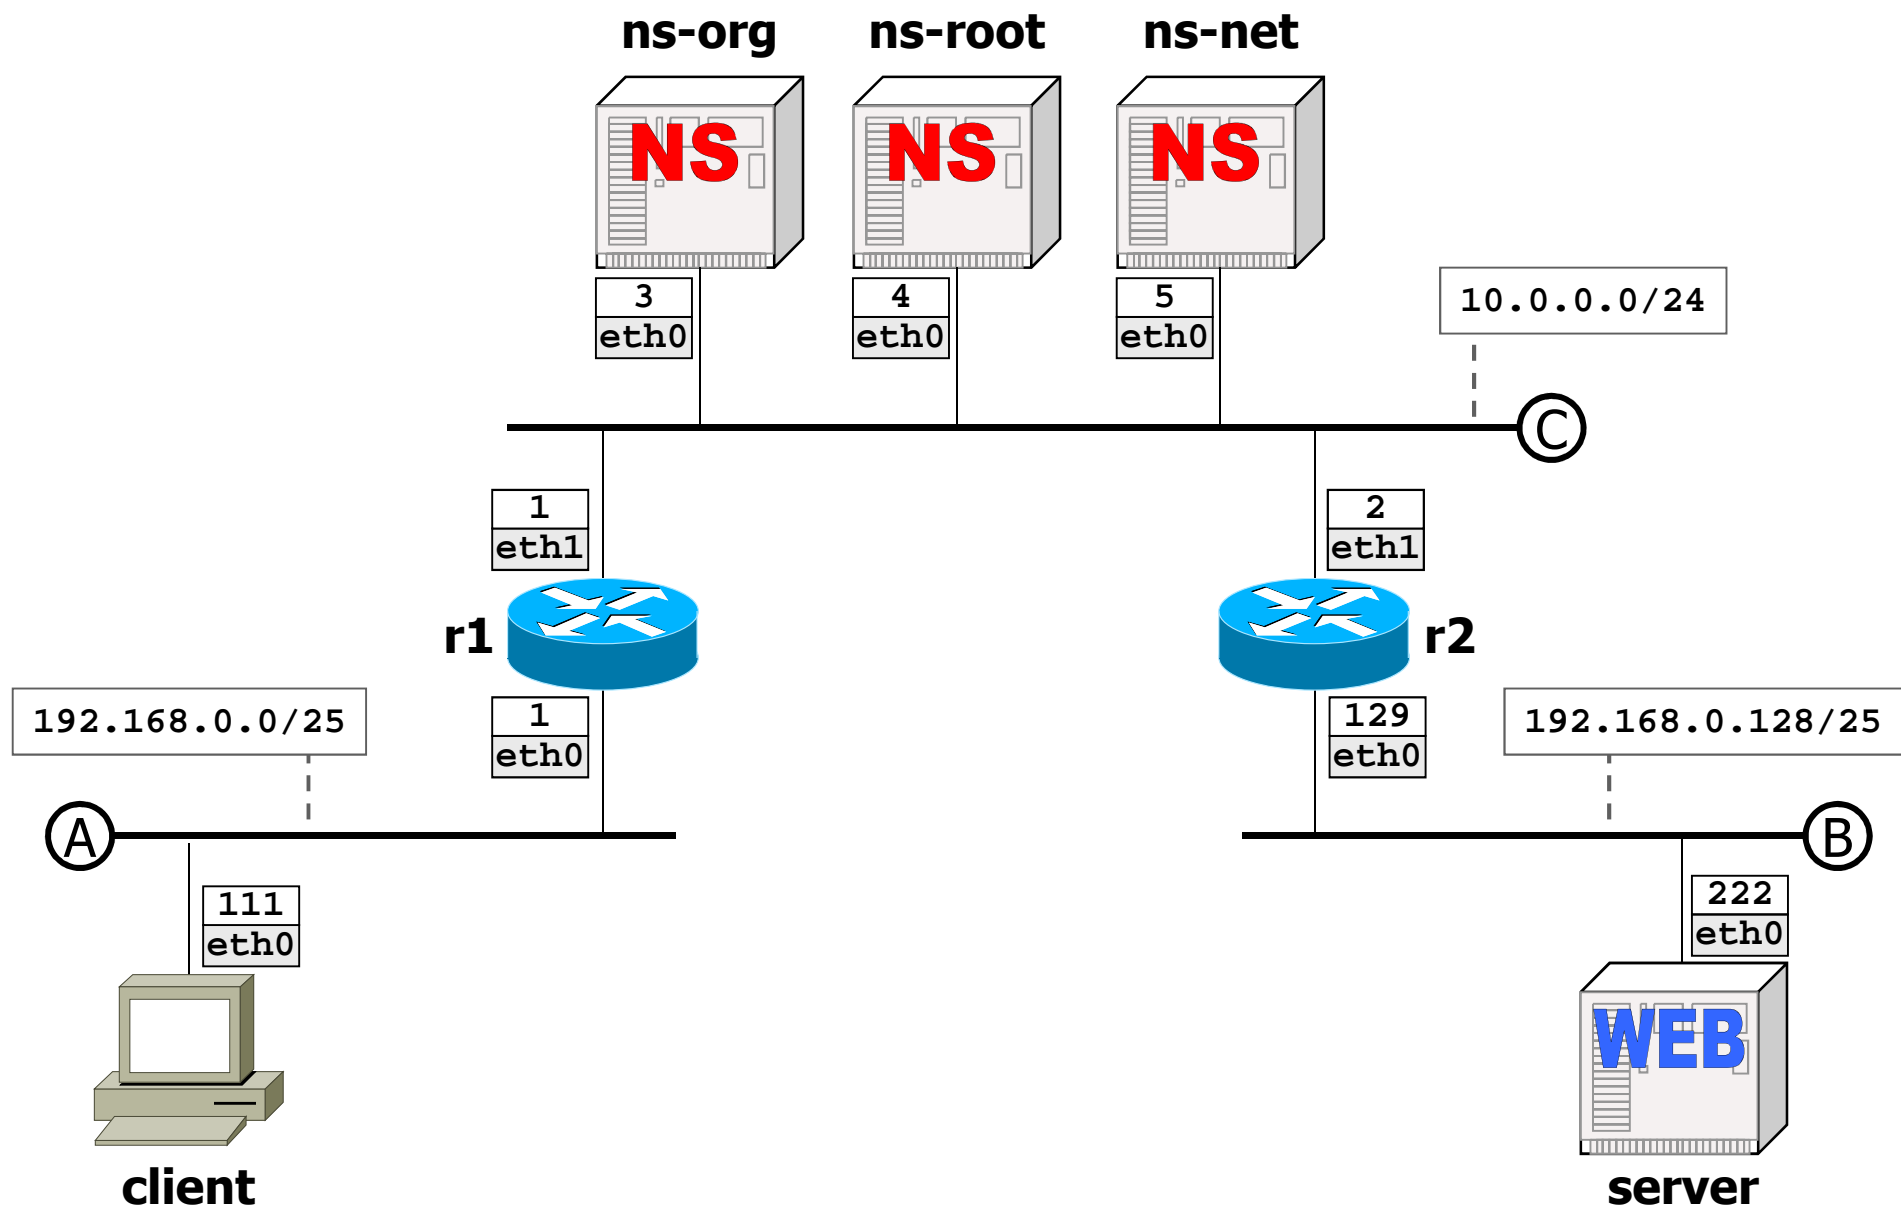 ns-org ns-root ns-net
NS NS NS
3 4 5
eth0 eth0 eth0
10.0.0.0/24
C
1 2
eth1 eth1
r1 r2
192.168.0.0/25 1 129 192.168.0.128/25
eth0 eth0
A B
111 222
eth0 eth0
WEB
client server